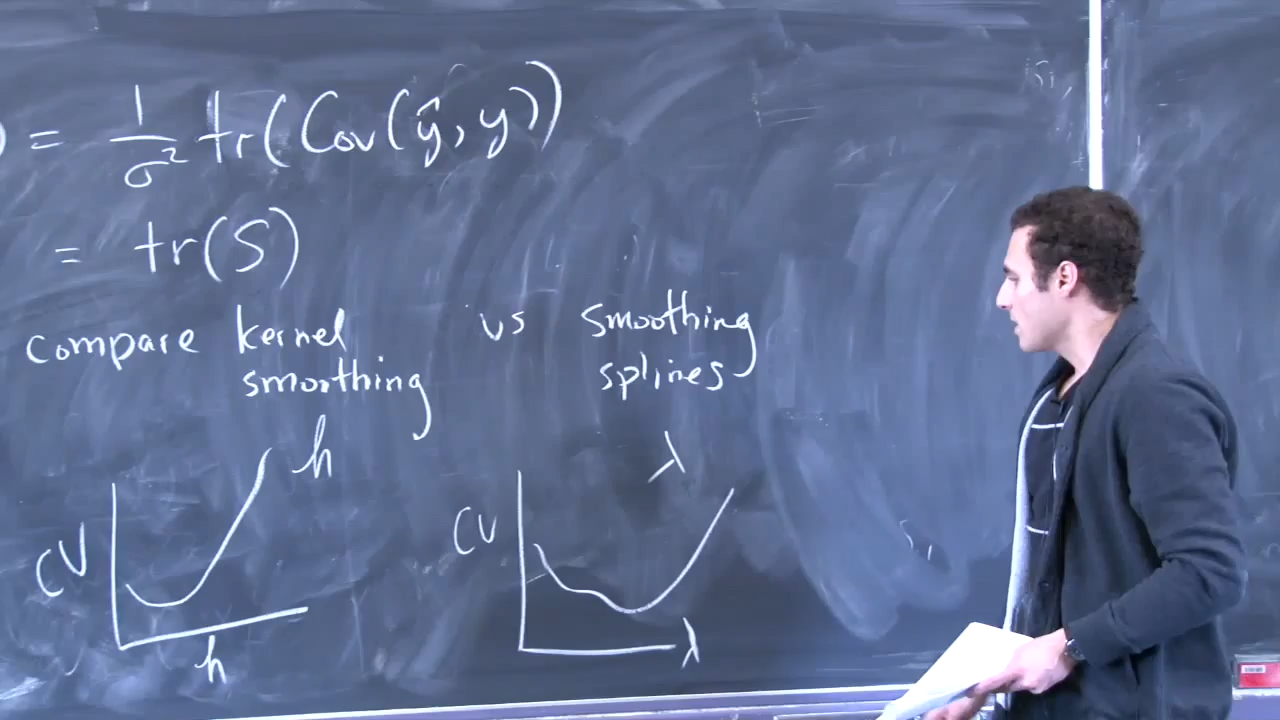 ) = 1/σ² tr(Cov(ŷ, y))
= tr(S)
compare kernel smoothing vs smoothing splines
h
λ
CV
h
CV
λ